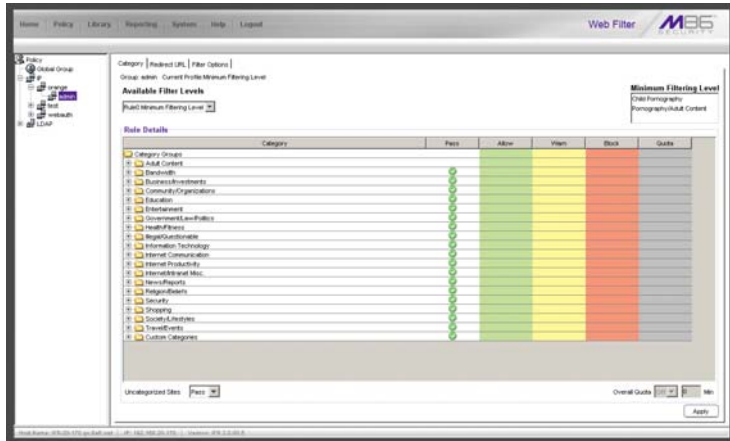 Home Policy Library Reporting System Help Logout
Web Filter
M86
SECURITY
Policy
Global Group
IP
orange
admin
test
webauth
LDAP
Category Redirect URL Filter Options
Group: admin Current Profile:Minimum Filtering Level
Available Filter Levels
Rule0 Minimum Filtering Level
Minimum Filtering Level
Child Pornography
Pornography/Adult Content
Rule Details
Category Pass Allow Warn Block Quota
Category Groups
Adult Content
Bandwidth
Business/Investments
Community/Organizations
Education
Entertainment
Government/Law/Politics
Health/Fitness
Illegal/Questionable
Information Technology
Internet Communication
Internet Productivity
Internet/Intranet Misc.
News/Reports
Religion/Beliefs
Security
Shopping
Society/Lifestyles
Travel/Events
Custom Categories
Uncategorized Sites Pass
Overall Quota 0 Min
Apply
Host Name: